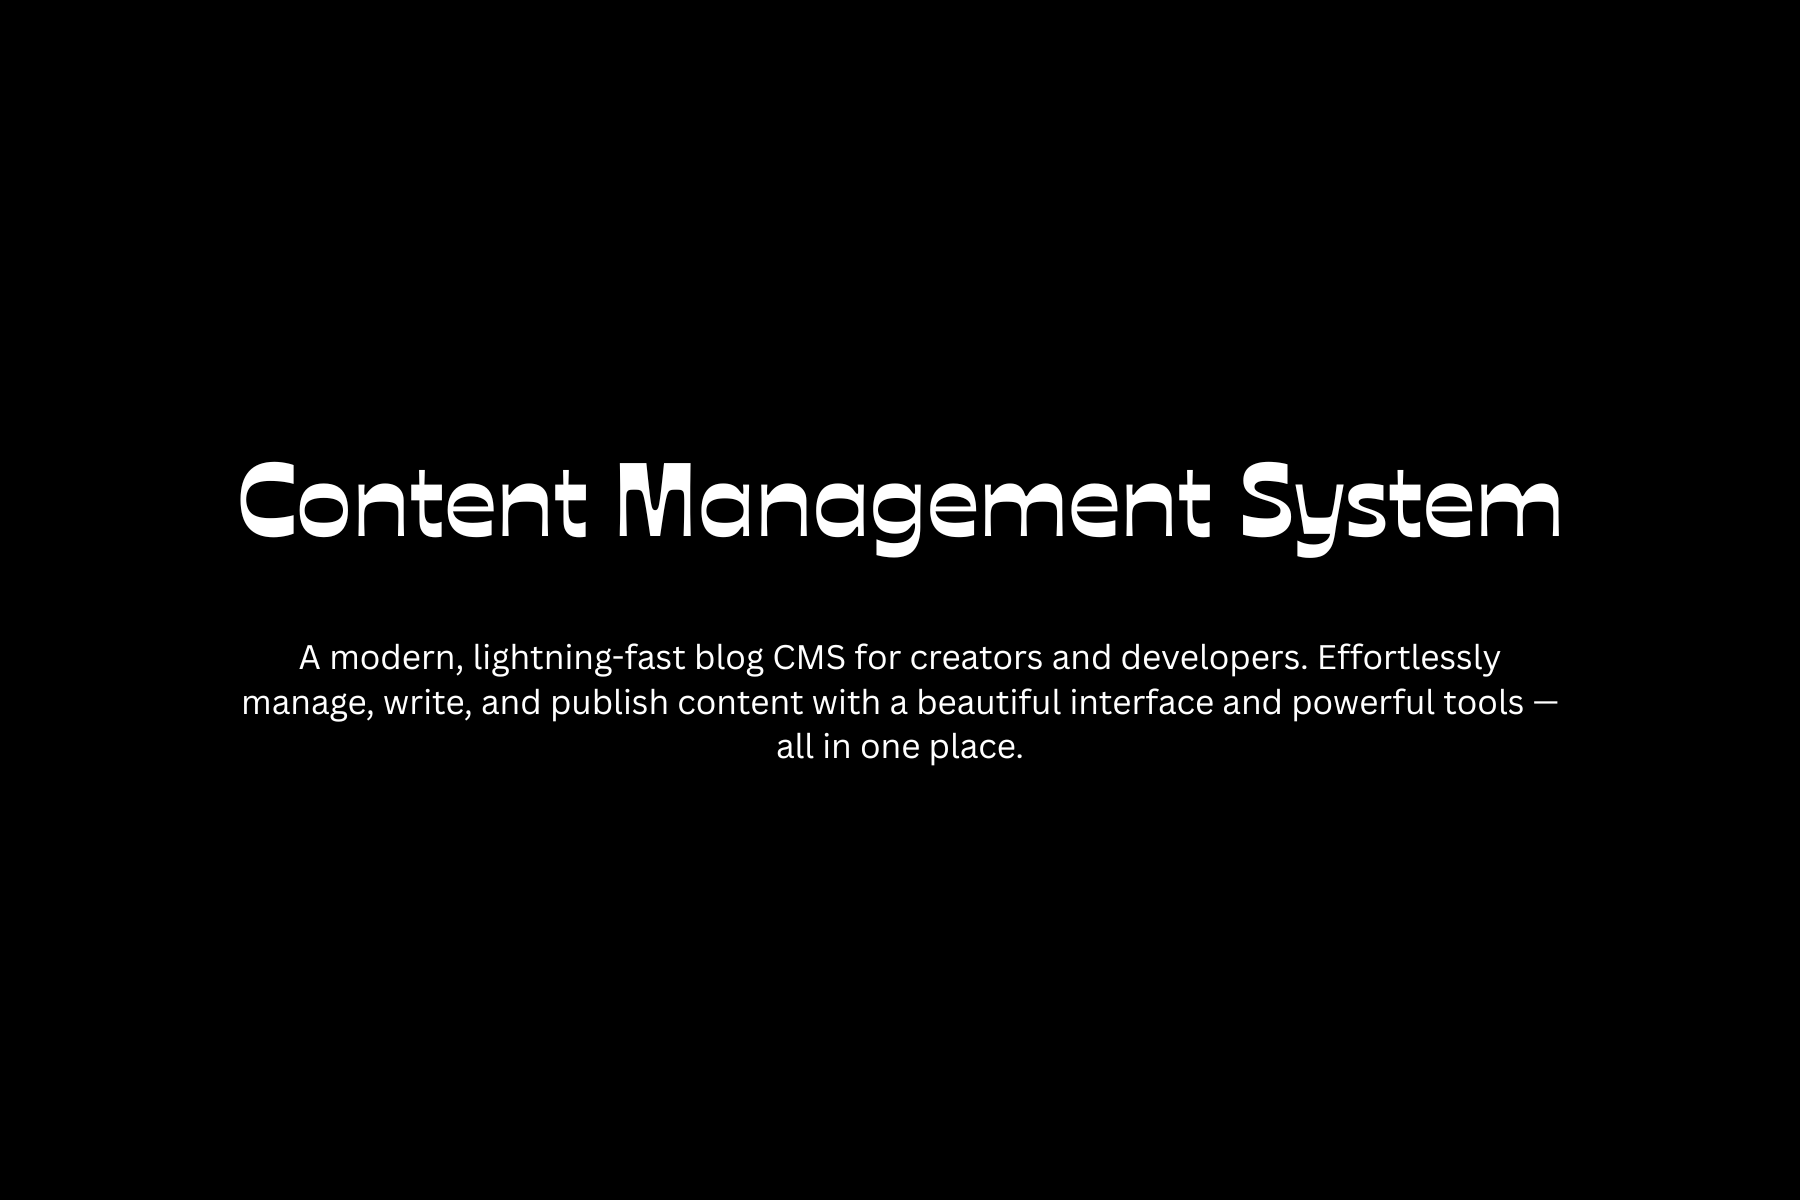 Content Management System
A modern, lightning-fast blog CMS for creators and developers. Effortlessly
manage, write, and publish content with a beautiful interface and powerful tools —
all in one place.